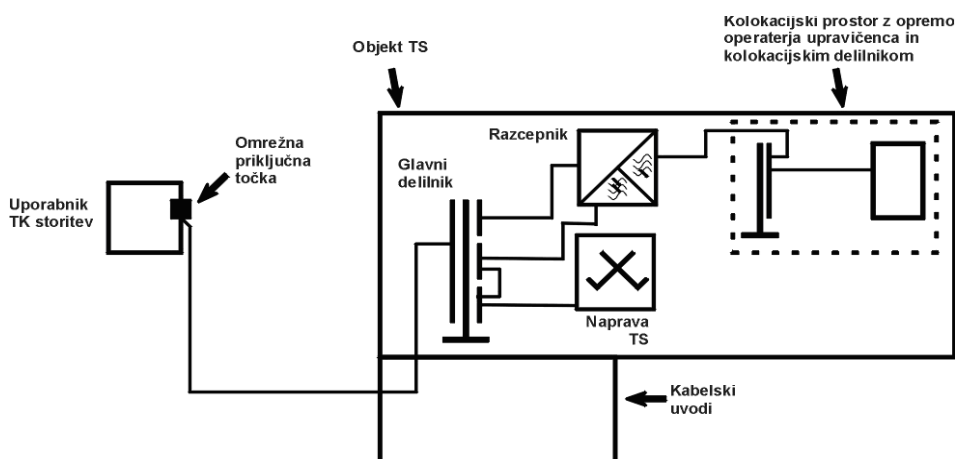 Kolokacijski prostor z opremo
operaterja upravičenca in
kolokacijskim delilnikom
Objekt TS
Razcepnik
Omrežna
priključna
točka
Glavni
delilnik
Uporabnik
TK storitev
Naprava
TS
Kabelski
uvodi